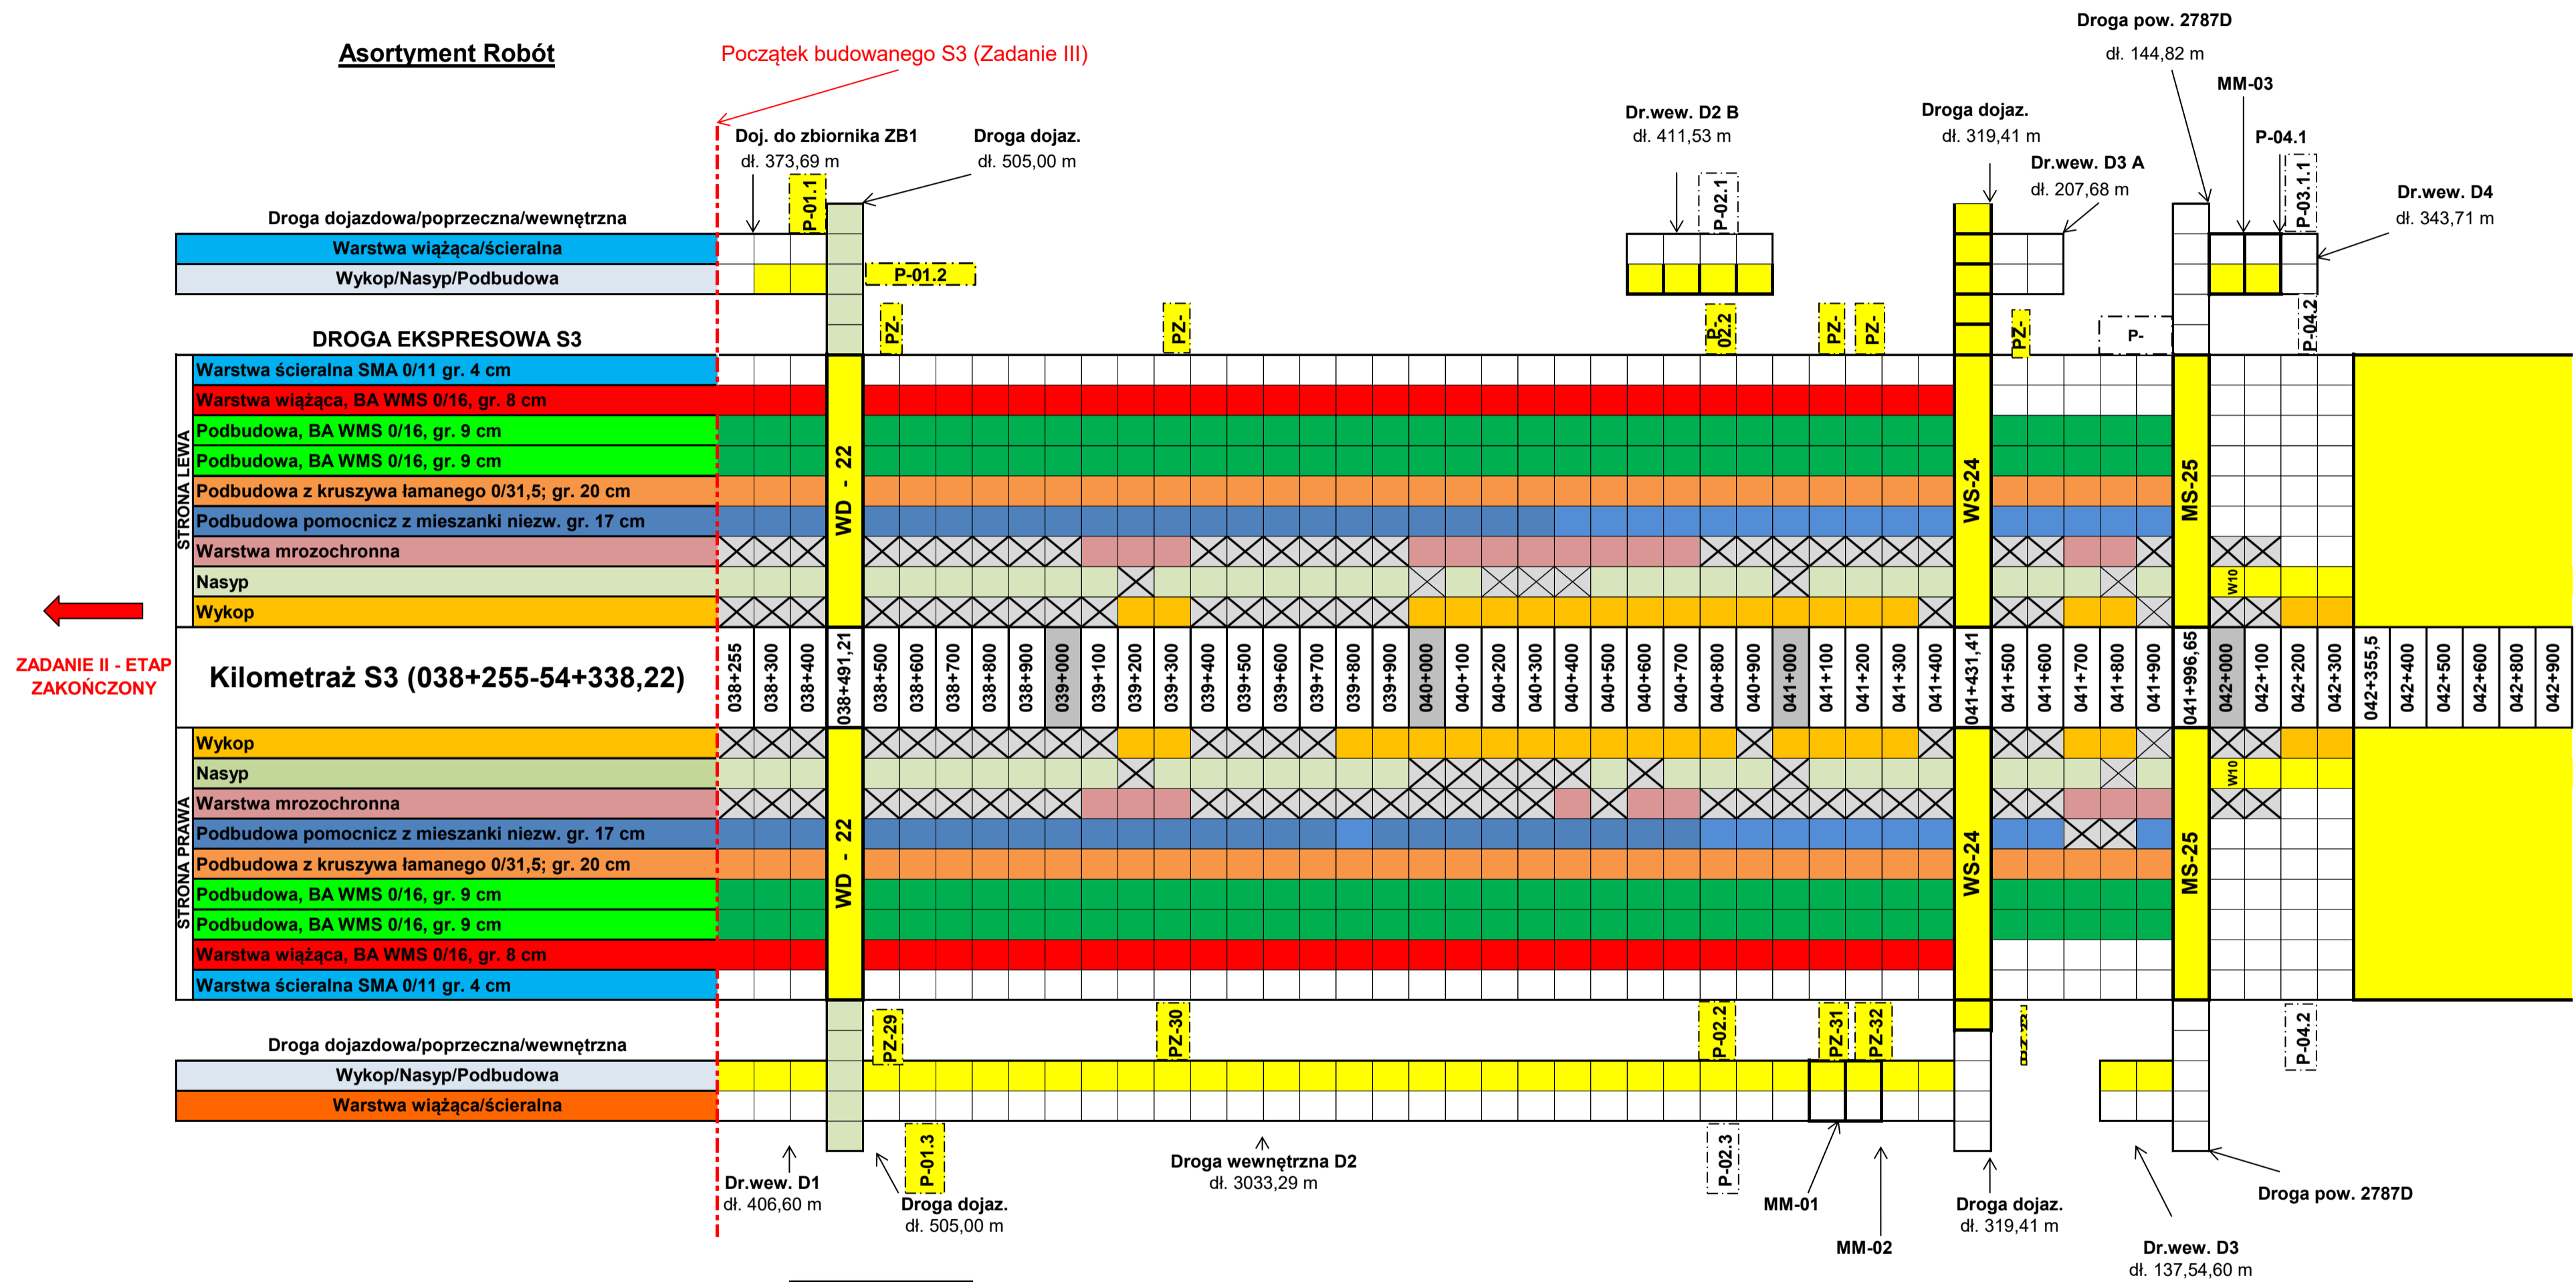 Asortyment Robót
Początek budowanego S3 (Zadanie III)
Droga pow. 2787D
dł. 144,82 m
MM-03
Doj. do zbiornika ZB1
dł. 373,69 m
Droga dojaz.
dł. 505,00 m
Dr.wew. D2 B
dł. 411,53 m
Droga dojaz.
dł. 319,41 m
P-04.1
Dr.wew. D3 A
dł. 207,68 m
Dr.wew. D4
dł. 343,71 m
P-01.1
P-02.1
P-03.1.1
Droga dojazdowa/poprzeczna/wewnętrzna
Warstwa wiążąca/ścieralna
Wykop/Nasyp/Podbudowa
P-01.2
PZ-
PZ-
P-
02.2
PZ-
PZ-
PZ-
P-
P-04.2
DROGA EKSPRESOWA S3
STRONA LEWA
Warstwa ścieralna SMA 0/11 gr. 4 cm
Warstwa wiążąca, BA WMS 0/16, gr. 8 cm
Podbudowa, BA WMS 0/16, gr. 9 cm
Podbudowa, BA WMS 0/16, gr. 9 cm
Podbudowa z kruszywa łamanego 0/31,5; gr. 20 cm
Podbudowa pomocnicz z mieszanki niezw. gr. 17 cm
Warstwa mrozochronna
Nasyp
Wykop
WD - 22
WS-24
MS-25
W10
ZADANIE II - ETAP
ZAKOŃCZONY
Kilometraż S3 (038+255-54+338,22)
038+255
038+300
038+400
038+491,21
038+500
038+600
038+700
038+800
038+900
039+000
039+100
039+200
039+300
039+400
039+500
039+600
039+700
039+800
039+900
040+000
040+100
040+200
040+300
040+400
040+500
040+600
040+700
040+800
040+900
041+000
041+100
041+200
041+300
041+400
041+431,41
041+500
041+600
041+700
041+800
041+900
041+996,65
042+000
042+100
042+200
042+300
042+355,5
042+400
042+500
042+600
042+800
042+900
STRONA PRAWA
Wykop
Nasyp
Warstwa mrozochronna
Podbudowa pomocnicz z mieszanki niezw. gr. 17 cm
Podbudowa z kruszywa łamanego 0/31,5; gr. 20 cm
Podbudowa, BA WMS 0/16, gr. 9 cm
Podbudowa, BA WMS 0/16, gr. 9 cm
Warstwa wiążąca, BA WMS 0/16, gr. 8 cm
Warstwa ścieralna SMA 0/11 gr. 4 cm
WD - 22
WS-24
MS-25
W10
PZ-29
PZ-30
P-02.2
PZ-31
PZ-32
P-04.2
Droga dojazdowa/poprzeczna/wewnętrzna
Wykop/Nasyp/Podbudowa
Warstwa wiążąca/ścieralna
P-01.3
P-02.3
Dr.wew. D1
dł. 406,60 m
Droga dojaz.
dł. 505,00 m
Droga wewnętrzna D2
dł. 3033,29 m
MM-01
MM-02
Droga dojaz.
dł. 319,41 m
Droga pow. 2787D
Dr.wew. D3
dł. 137,54,60 m